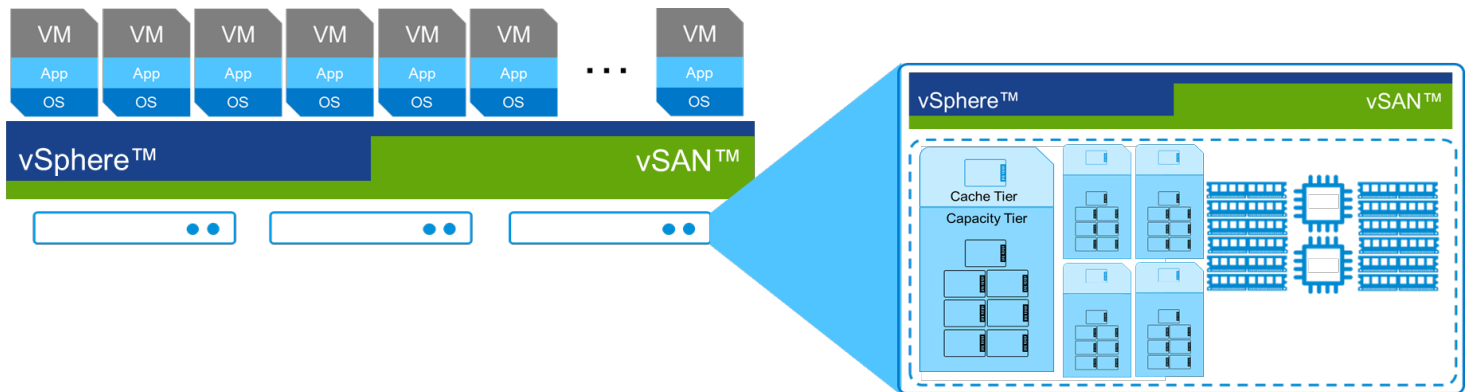 VM VM VM VM VM VM VM
App App App App App App ... App
OS OS OS OS OS OS OS
vSphere™ vSAN™
vSphere™ vSAN™
Cache Tier
Capacity Tier